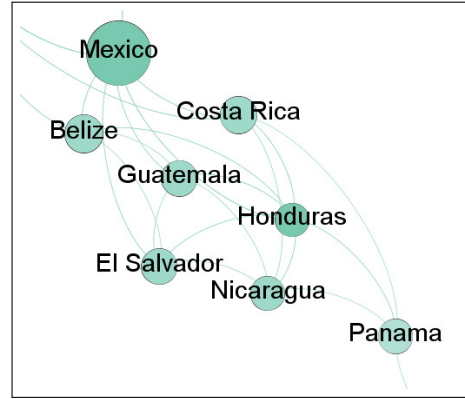 Mexico
Costa Rica
Belize
Guatemala
Honduras
El Salvador
Nicaragua
Panama